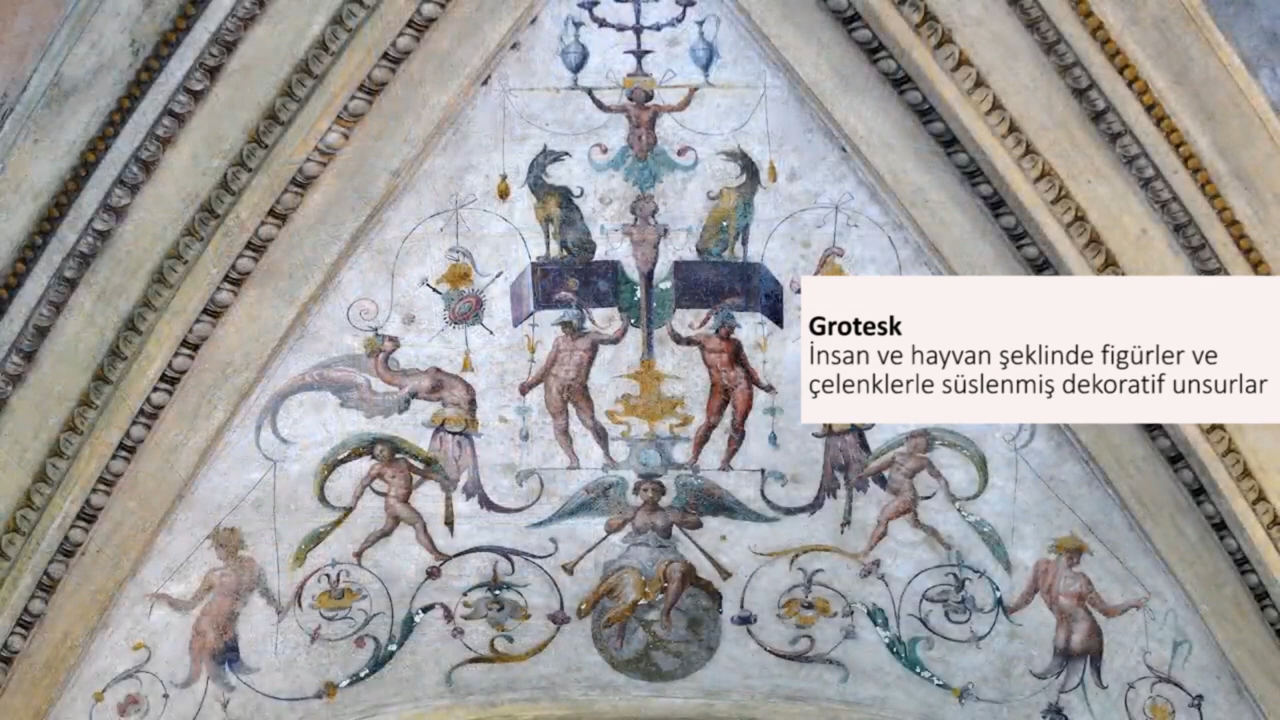 Grotesk
İnsan ve hayvan şeklinde figürler ve
çelenklerle süslenmiş dekoratif unsurlar